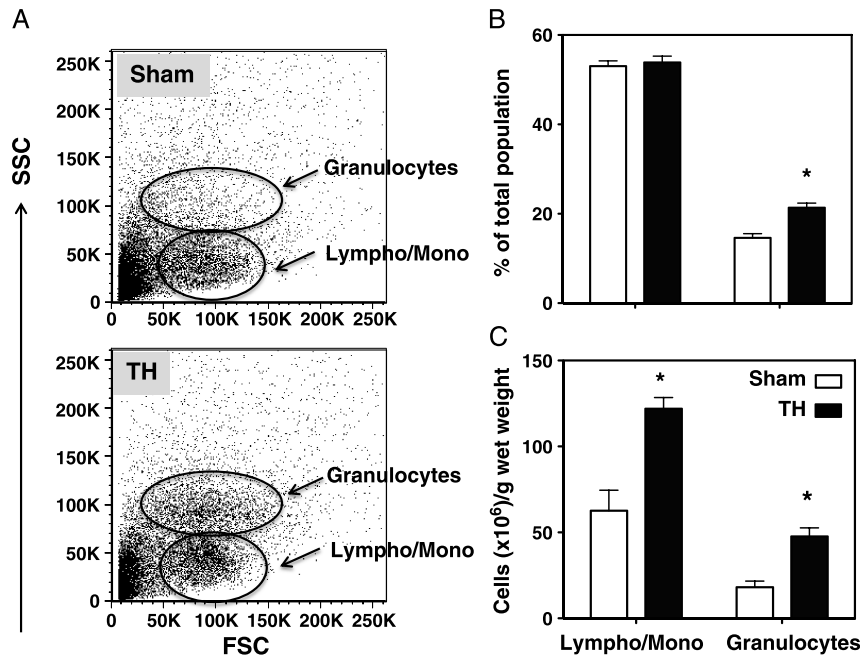 A
SSC
250K
200K
150K
100K
50K
0
Sham
Granulocytes
Lympho/Mono
0 50K 100K 150K 200K 250K
250K
200K
150K
100K
50K
0
TH
Granulocytes
Lympho/Mono
0 50K 100K 150K 200K 250K
FSC
B
% of total population
60
40
20
0
*
C
Cells (x10⁶)/g wet weight
150
100
50
0
Sham
TH
*
*
Lympho/Mono Granulocytes